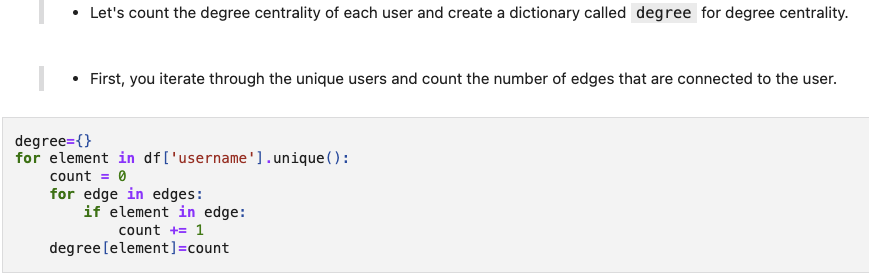 • Let's count the degree centrality of each user and create a dictionary called degree for degree centrality.
• First, you iterate through the unique users and count the number of edges that are connected to the user.
degree={}
for element in df['username'].unique():
    count = 0
    for edge in edges:
        if element in edge:
            count += 1
    degree[element]=count